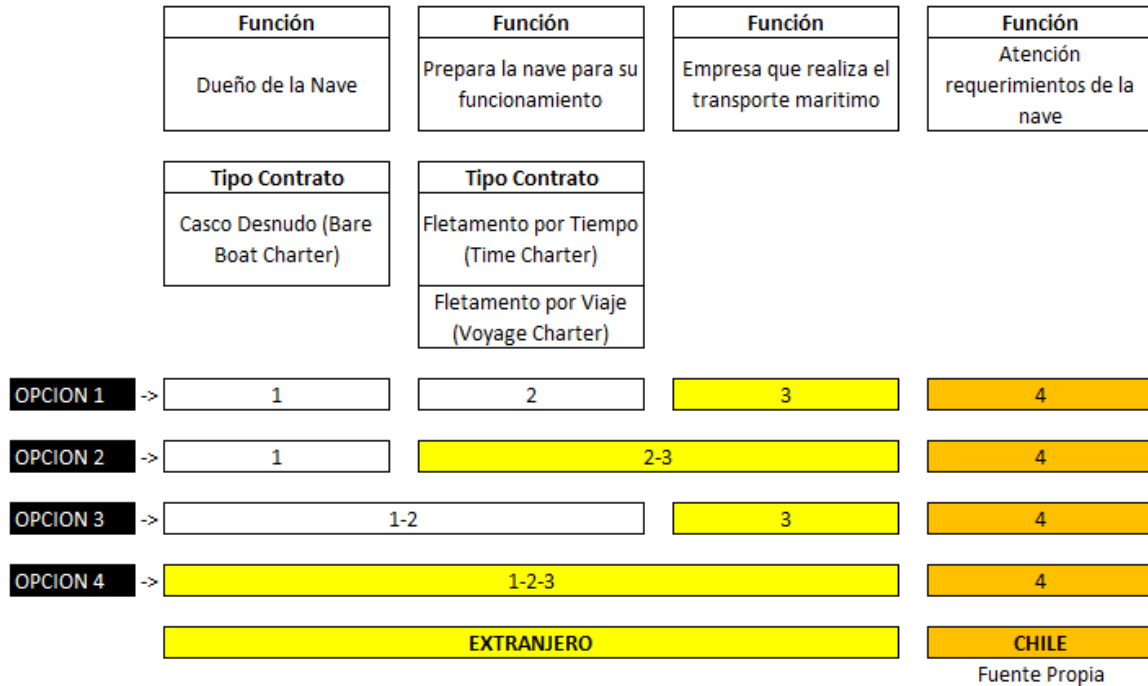 Función
Dueño de la Nave
Función
Prepara la nave para su
funcionamiento
Función
Empresa que realiza el
transporte maritimo
Función
Atención
requerimientos de la
nave
Tipo Contrato
Casco Desnudo (Bare
Boat Charter)
Tipo Contrato
Fletamento por Tiempo
(Time Charter)
Fletamento por Viaje
(Voyage Charter)
OPCION 1 -> 1 2 3 4
OPCION 2 -> 1 2-3 4
OPCION 3 -> 1-2 3 4
OPCION 4 -> 1-2-3 4
EXTRANJERO CHILE
Fuente Propia